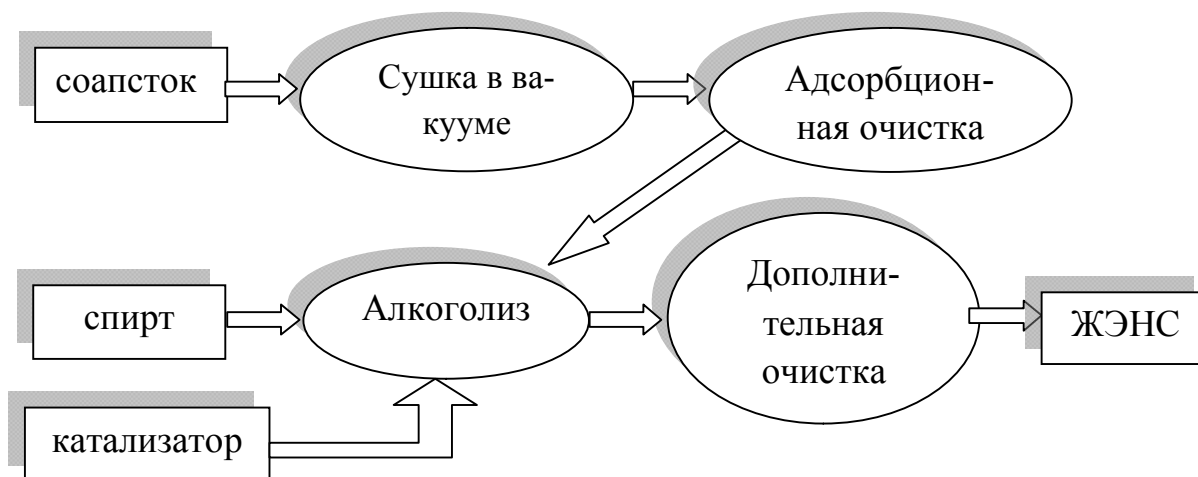 соапсток
Сушка в ва-
кууме
Адсорбцион-
ная очистка
спирт
Алкоголиз
Дополни-
тельная
очистка
ЖЭНС
катализатор